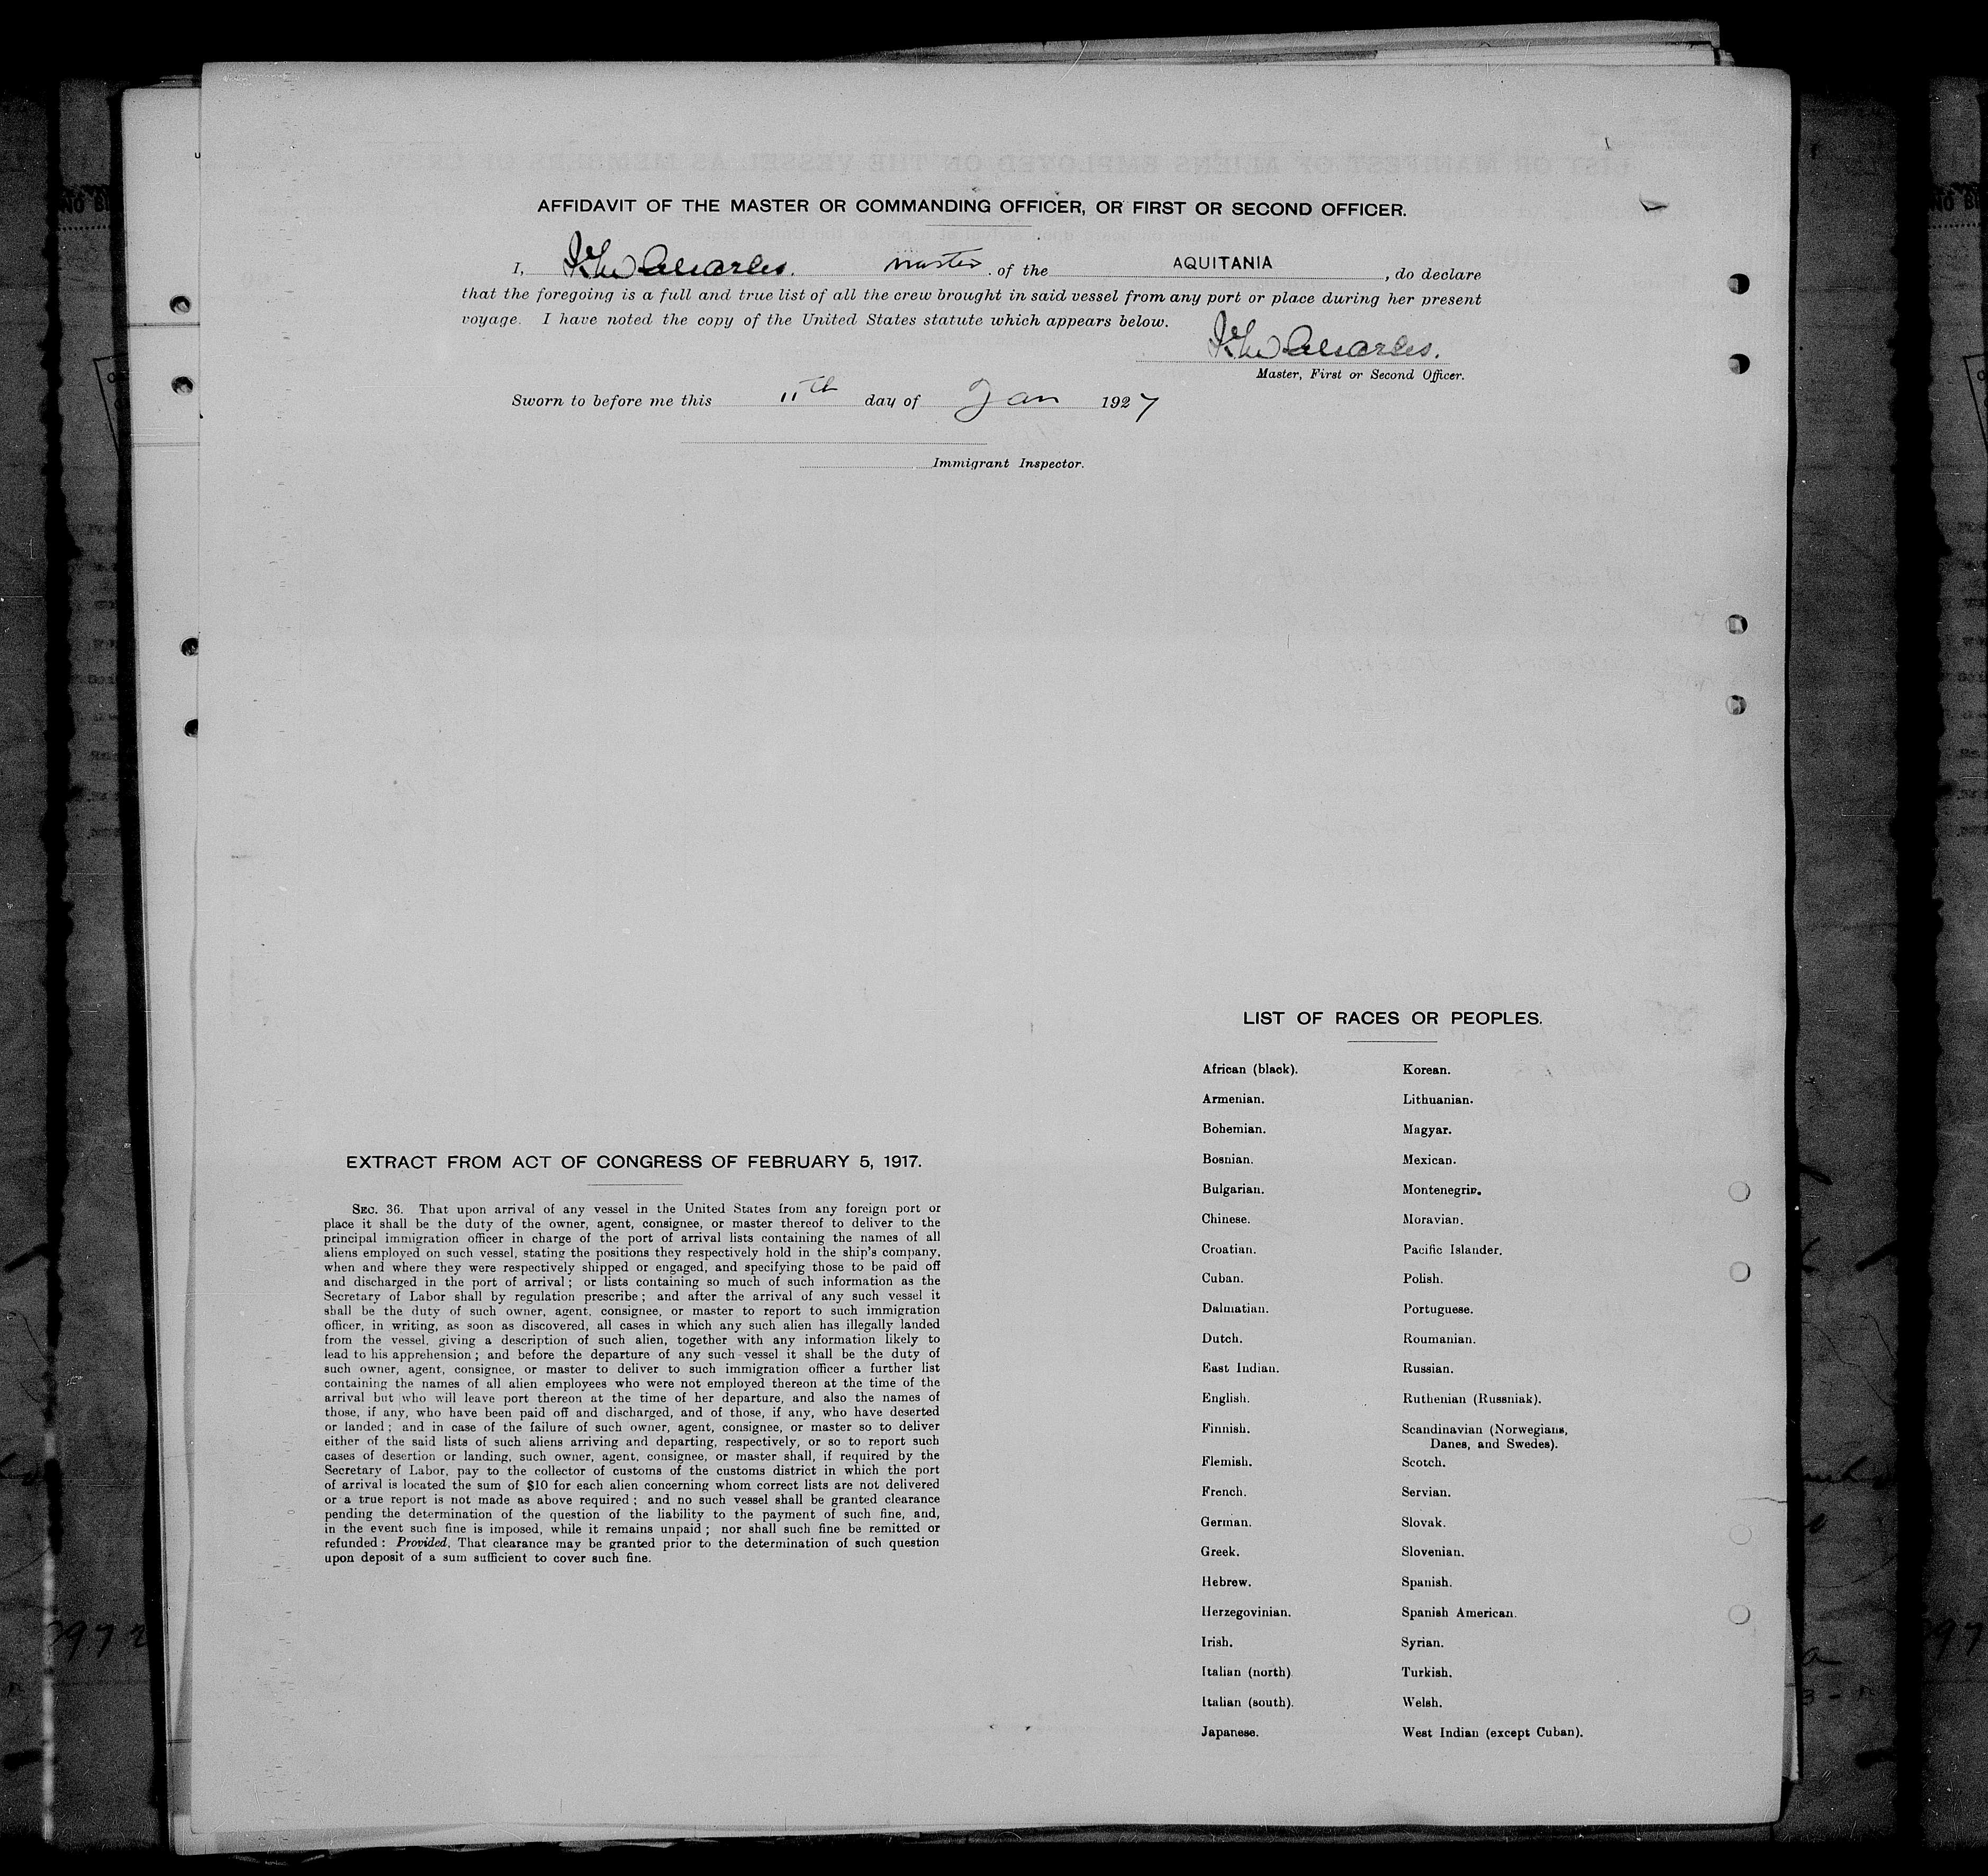 AFFIDAVIT OF THE MASTER OR COMMANDING OFFICER, OR FIRST OR SECOND OFFICER.
I, Charles. master of the AQUITANIA, do declare
that the foregoing is a full and true list of all the crew brought in said vessel from any port or place during her present
voyage. I have noted the copy of the United States statute which appears below.
Charles.
Master, First or Second Officer.
Sworn to before me this 11th day of Jan 1927
Immigrant Inspector.
EXTRACT FROM ACT OF CONGRESS OF FEBRUARY 5, 1917.
SEC. 36. That upon arrival of any vessel in the United States from any foreign port or
place it shall be the duty of the owner, agent, consignee, or master thereof to deliver to the
principal immigration officer in charge of the port of arrival lists containing the names of all
aliens employed on such vessel, stating the positions they respectively hold in the ship's company,
when and where they were respectively shipped or engaged, and specifying those to be paid off
and discharged in the port of arrival; or lists containing so much of such information as the
Secretary of Labor shall by regulation prescribe; and after the arrival of any such vessel it
shall be the duty of such owner, agent, consignee, or master to report to such immigration
officer, in writing, as soon as discovered, all cases in which any such alien has illegally landed
from the vessel, giving a description of such alien, together with any information likely to
lead to his apprehension; and before the departure of any such vessel it shall be the duty of
such owner, agent, consignee, or master to deliver to such immigration officer a further list
containing the names of all alien employees who were not employed thereon at the time of the
arrival but who will leave port thereon at the time of her departure, and also the names of
those, if any, who have been paid off and discharged, and of those, if any, who have deserted
or landed; and in case of the failure of such owner, agent, consignee, or master so to deliver
either of the said lists of such aliens arriving and departing, respectively, or so to report such
cases of desertion or landing, such owner, agent, consignee, or master shall, if required by the
Secretary of Labor, pay to the collector of customs of the customs district in which the port
of arrival is located the sum of $10 for each alien concerning whom correct lists are not delivered
or a true report is not made as above required; and no such vessel shall be granted clearance
pending the determination of the question of the liability to the payment of such fine, and,
in the event such fine is imposed, while it remains unpaid; nor shall such fine be remitted or
refunded: Provided, That clearance may be granted prior to the determination of such question
upon deposit of a sum sufficient to cover such fine.
LIST OF RACES OR PEOPLES.
African (black).
Armenian.
Bohemian.
Bosnian.
Bulgarian.
Chinese.
Croatian.
Cuban.
Dalmatian.
Dutch.
East Indian.
English.
Finnish.
Flemish.
French.
German.
Greek.
Hebrew.
Herzegovinian.
Irish.
Italian (north)
Italian (south).
Japanese.
Korean.
Lithuanian.
Magyar.
Mexican.
Montenegrin.
Moravian.
Pacific Islander.
Polish.
Portuguese.
Roumanian.
Russian.
Ruthenian (Russniak).
Scandinavian (Norwegians,
Danes, and Swedes).
Scotch.
Servian.
Slovak.
Slovenian.
Spanish.
Spanish American.
Syrian.
Turkish.
Welsh.
West Indian (except Cuban).